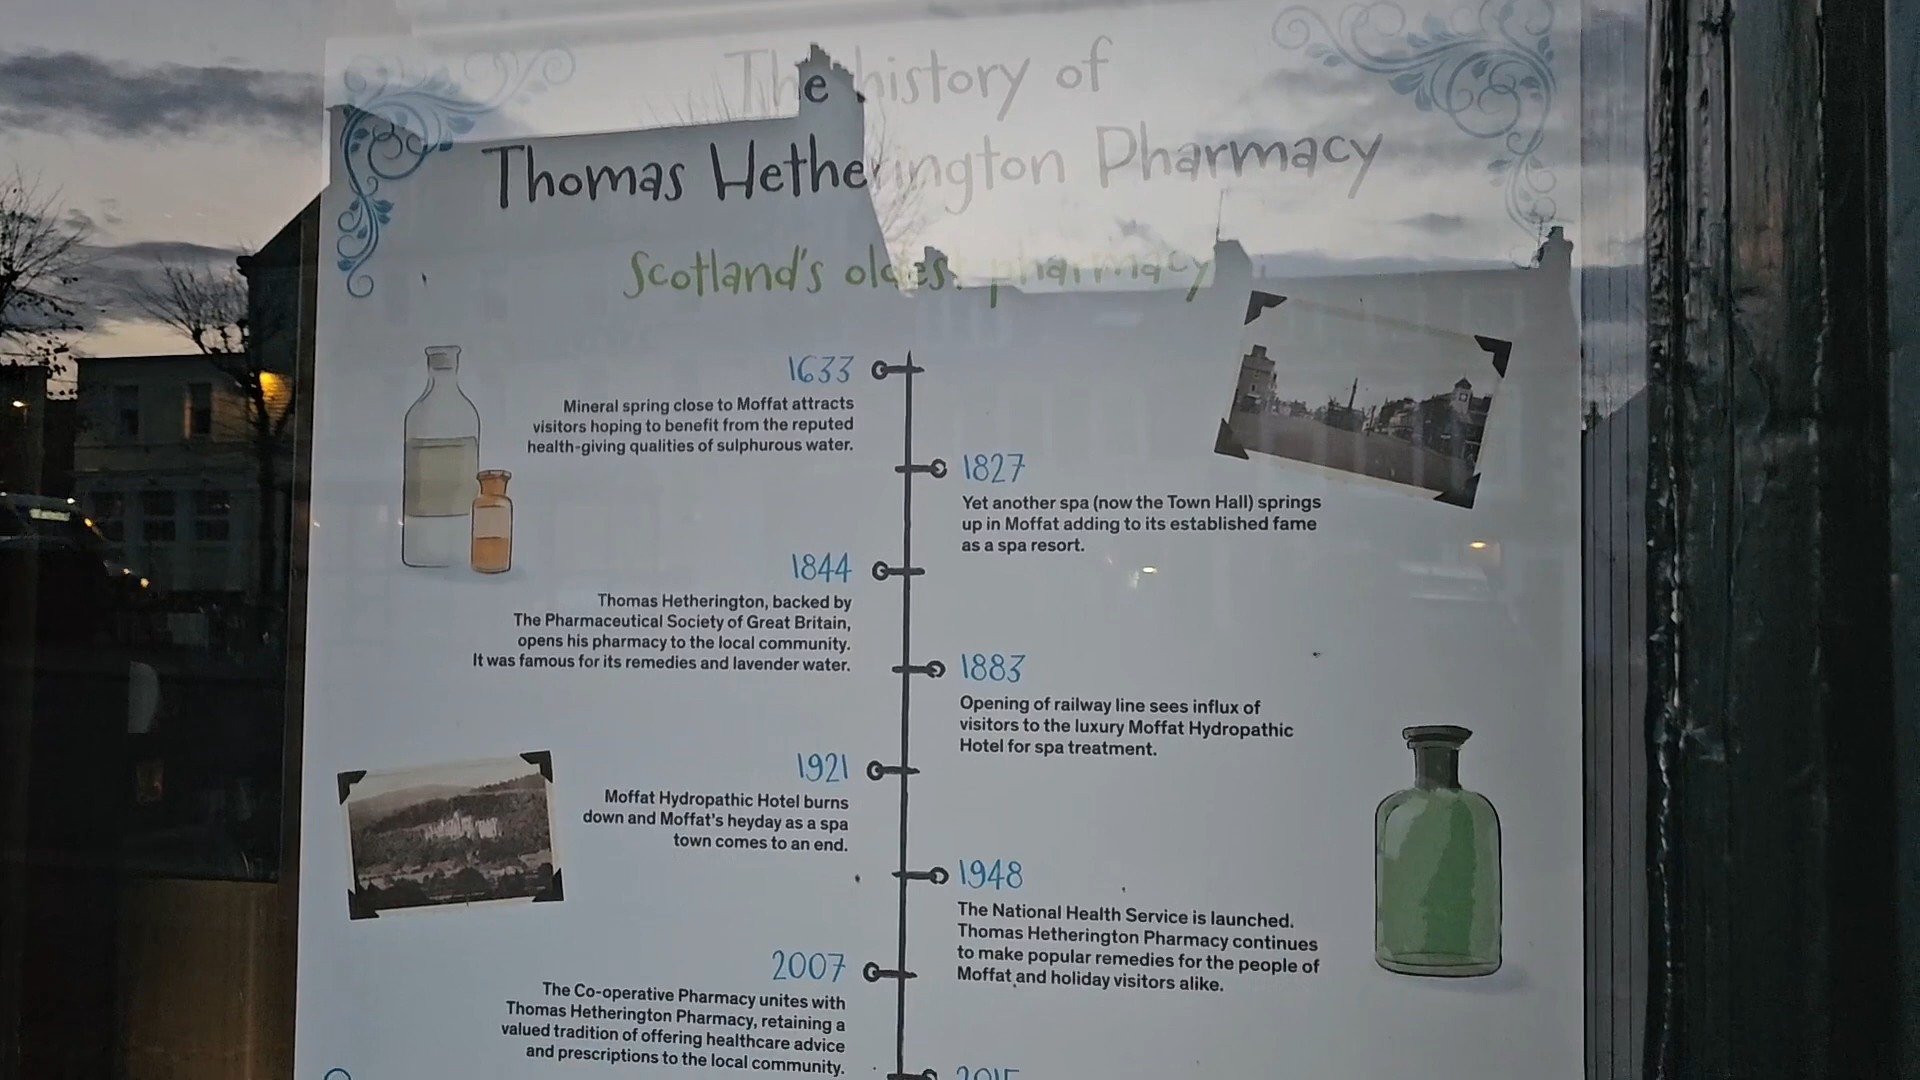 The history of
Thomas Hetherington Pharmacy
Scotland's oldest pharmacy
1633
Mineral spring close to Moffat attracts
visitors hoping to benefit from the reputed
health-giving qualities of sulphurous water.
1827
Yet another spa (now the Town Hall) springs
up in Moffat adding to its established fame
as a spa resort.
1844
Thomas Hetherington, backed by
The Pharmaceutical Society of Great Britain,
opens his pharmacy to the local community.
It was famous for its remedies and lavender water.
1883
Opening of railway line sees influx of
visitors to the luxury Moffat Hydropathic
Hotel for spa treatment.
1921
Moffat Hydropathic Hotel burns
down and Moffat's heyday as a spa
town comes to an end.
1948
The National Health Service is launched.
Thomas Hetherington Pharmacy continues
to make popular remedies for the people of
Moffat and holiday visitors alike.
2007
The Co-operative Pharmacy unites with
Thomas Hetherington Pharmacy, retaining a
valued tradition of offering healthcare advice
and prescriptions to the local community.
2015